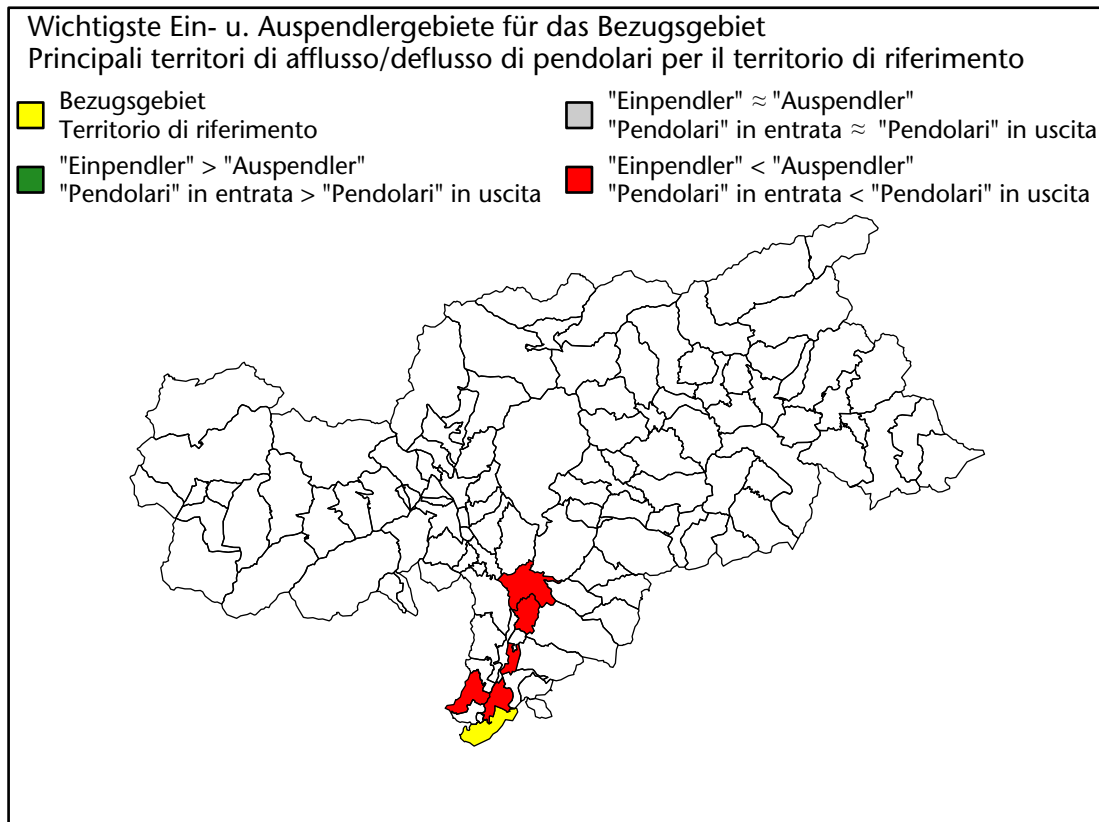 Wichtigste Ein- u. Auspendlergebiete für das Bezugsgebiet
Principali territori di afflusso/deflusso di pendolari per il territorio di riferimento
Bezugsgebiet
Territorio di riferimento
"Einpendler" > "Auspendler"
"Pendolari" in entrata > "Pendolari" in uscita
"Einpendler" ≈ "Auspendler"
"Pendolari" in entrata ≈ "Pendolari" in uscita
"Einpendler" < "Auspendler"
"Pendolari" in entrata < "Pendolari" in uscita